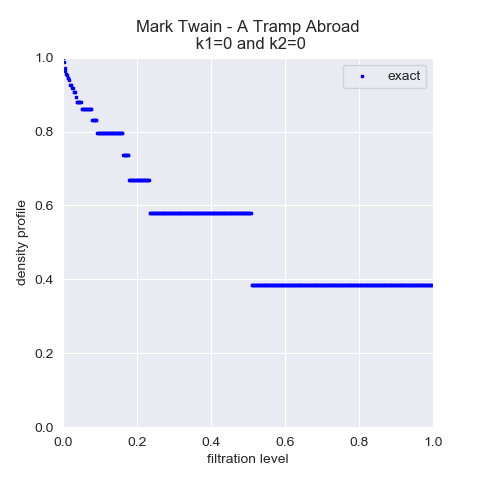 Mark Twain - A Tramp Abroad
k1=0 and k2=0
exact
density profile
1.0
0.8
0.6
0.4
0.2
0.0
0.0 0.2 0.4 0.6 0.8 1.0
filtration level